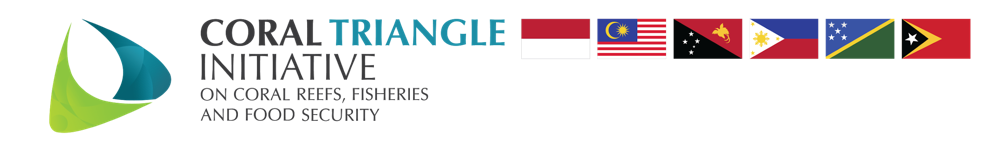 CORAL TRIANGLE
INITIATIVE
ON CORAL REEFS, FISHERIES
AND FOOD SECURITY